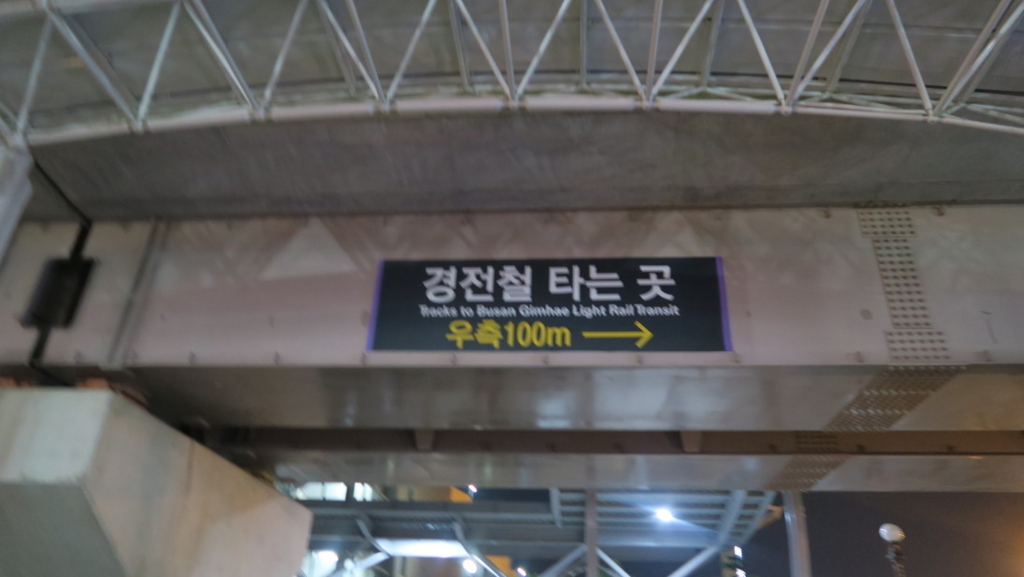 경전철 타는 곳
Tracks to Busan Gimhae Light Rail Transit
우측100m →